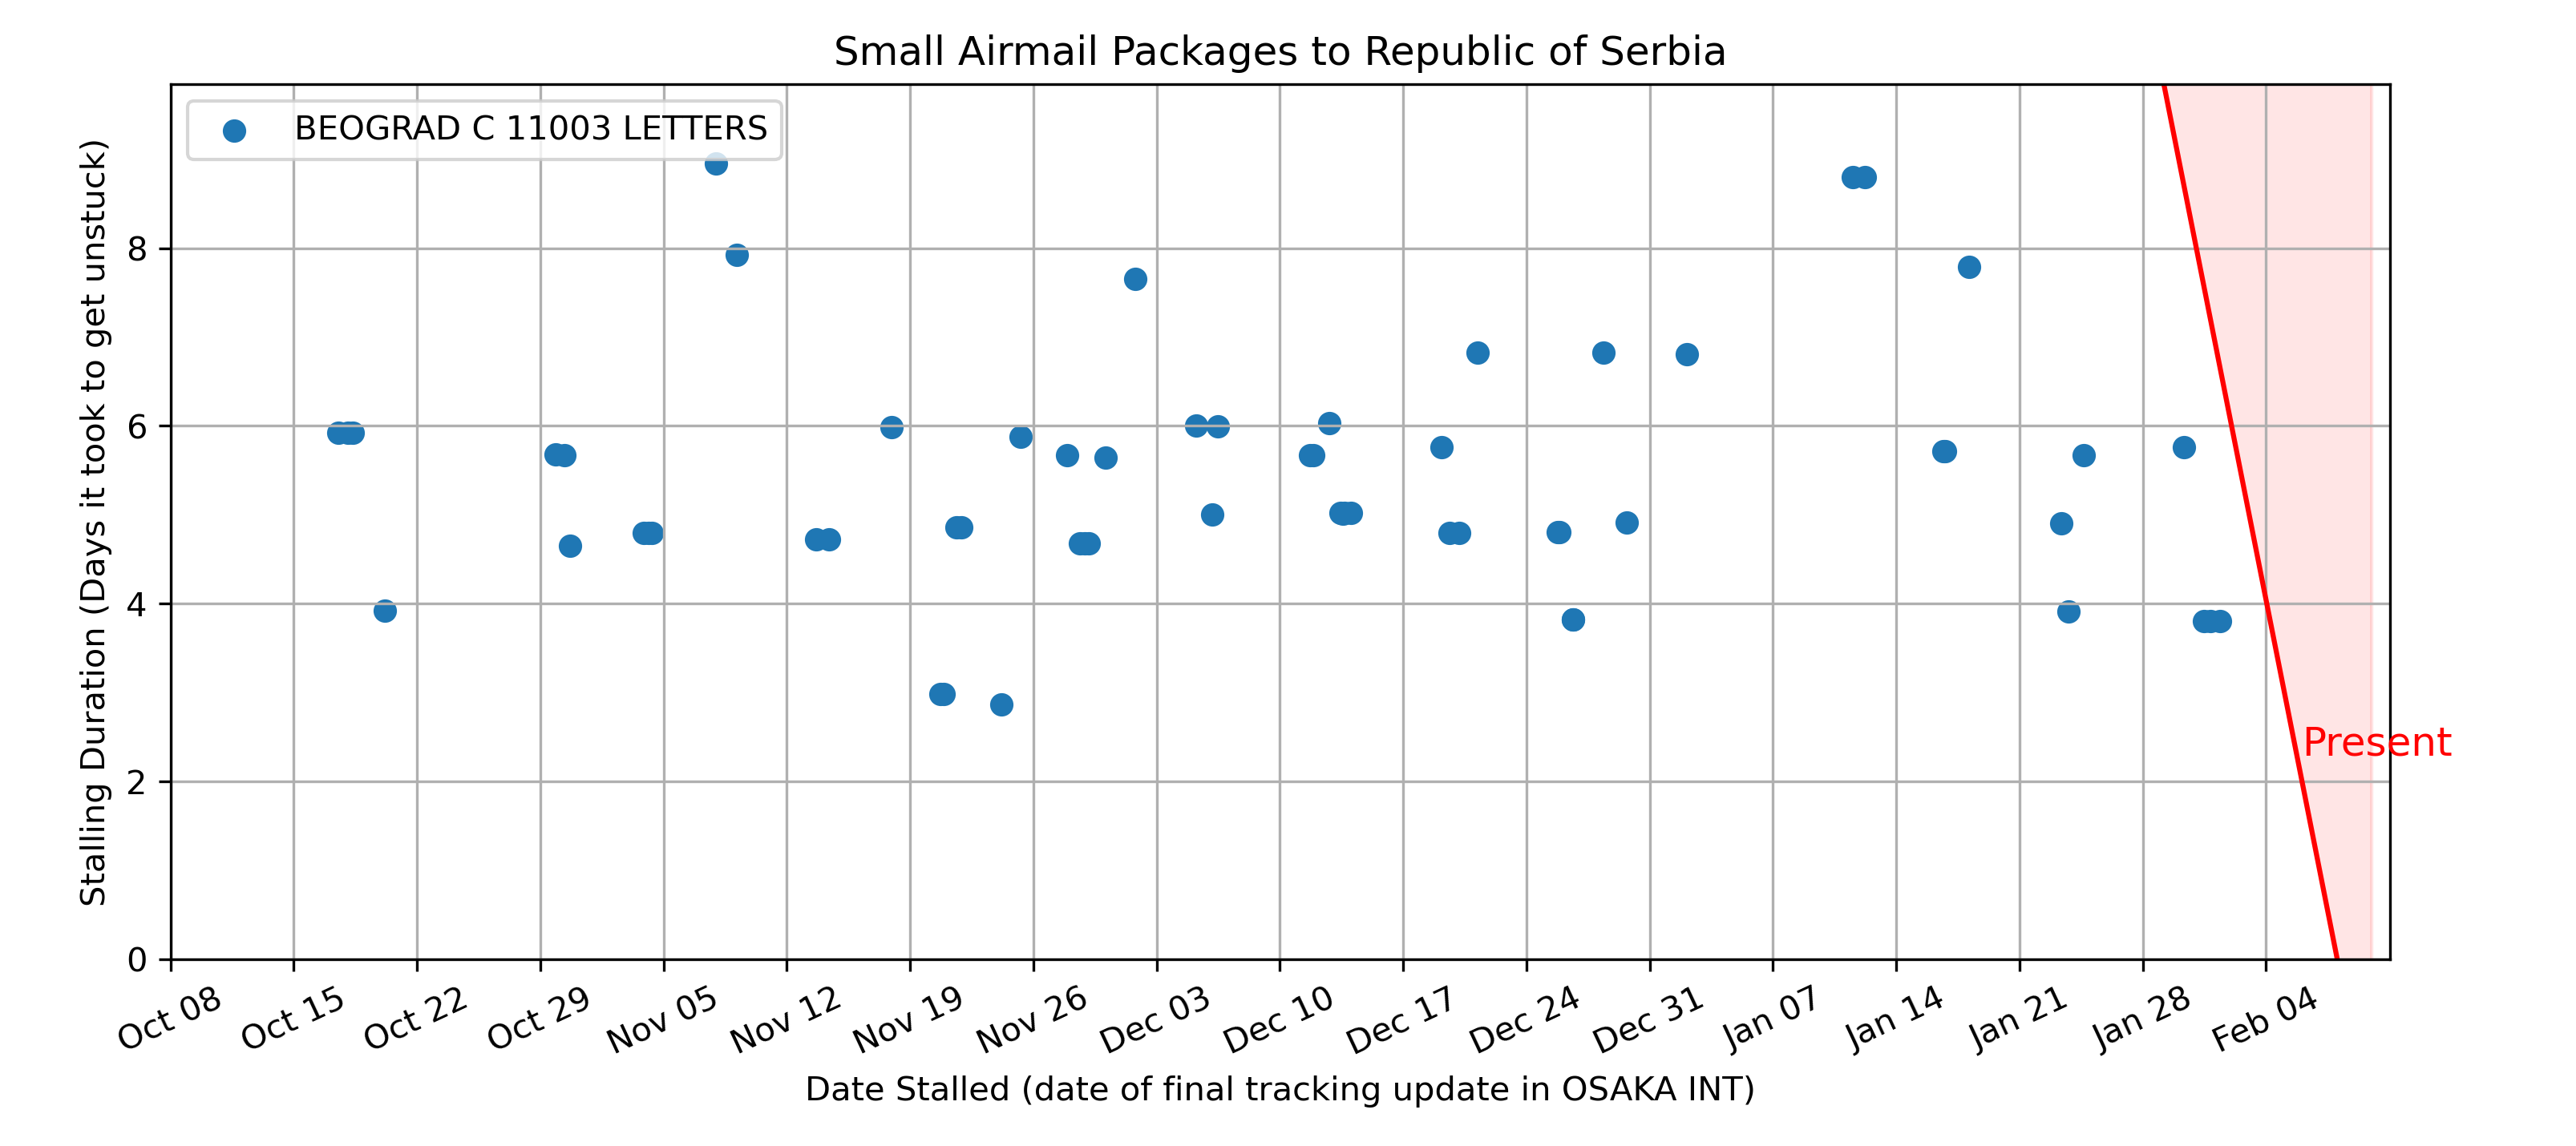 Small Airmail Packages to Republic of Serbia
BEOGRAD C 11003 LETTERS
Stalling Duration (Days it took to get unstuck)
8
6
4
2
0
Present
Oct 08
Oct 15
Oct 22
Oct 29
Nov 05
Nov 12
Nov 19
Nov 26
Dec 03
Dec 10
Dec 17
Dec 24
Dec 31
Jan 07
Jan 14
Jan 21
Jan 28
Feb 04
Date Stalled (date of final tracking update in OSAKA INT)